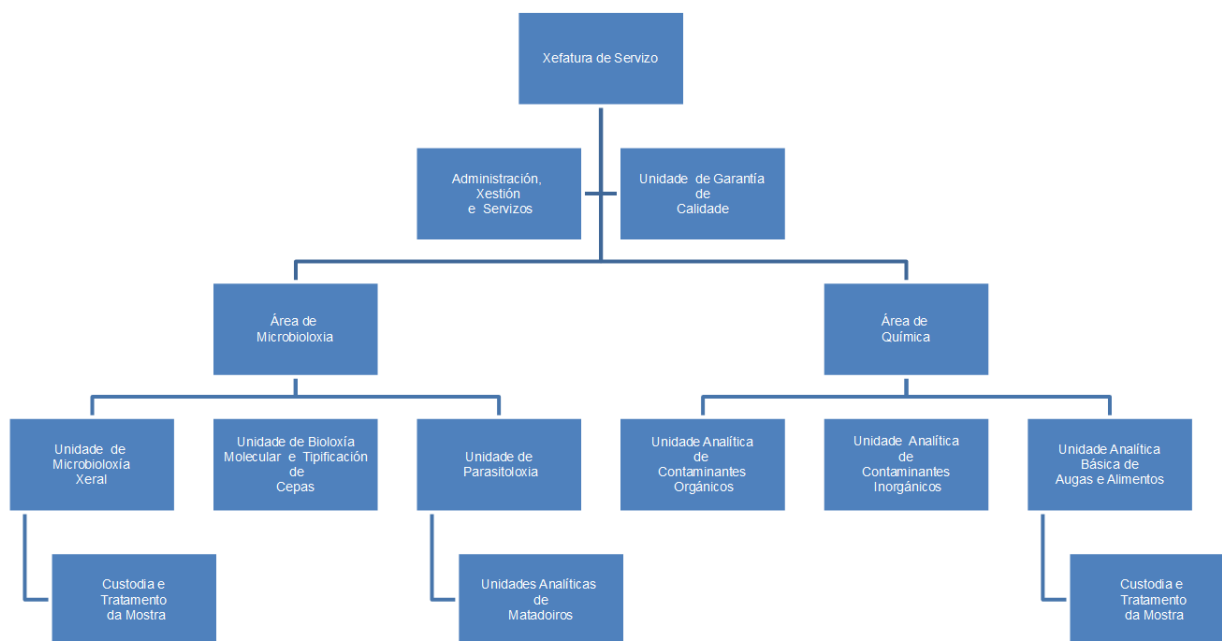 Xefatura de Servizo
Administración,
Xestión
e Servizos
Unidade de Garantía
de
Calidade
Área de
Microbioloxia
Área de
Química
Unidade de
Microbioloxía
Xeral
Unidade de Bioloxía
Molecular e Tipificación
de
Cepas
Unidade de
Parasitoloxia
Unidade Analítica
de
Contaminantes
Orgánicos
Unidade Analítica
de
Contaminantes
Inorgánicos
Unidade Analítica
Básica de
Augas e Alimentos
Custodia e
Tratamento
da Mostra
Unidades Analíticas
de
Matadoiros
Custodia e
Tratamento
da Mostra